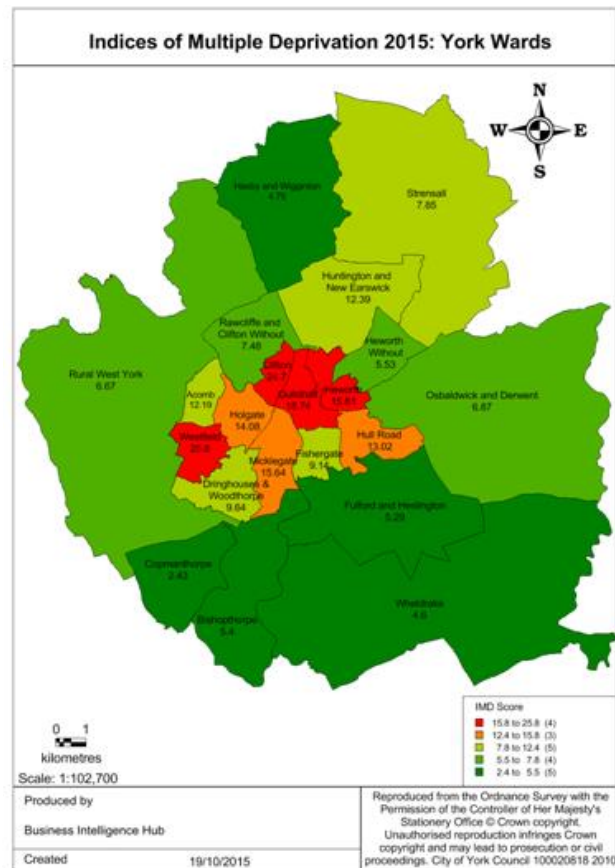 Indices of Multiple Deprivation 2015: York Wards
N
W
E
S
Strensall
7.85
Huntington and
New Earswick
12.39
Rawcliffe and
Clifton Without
7.48
Heworth
Without
5.53
Rural West York
6.67
Osbaldwick and Derwent
6.87
Acomb
12.19
Holgate
14.08
Hull Road
13.02
Westfield
Micklegate
15.64
Fishergate
9.14
Dringhouses &
Woodthorpe
9.64
Fulford and Heslington
5.29
Copmanthorpe
2.43
Bishopthorpe
5.4
Wheldrake
4.6
IMD Score
15.8 to 25.8 (4)
12.4 to 15.8 (3)
7.8 to 12.4 (5)
5.5 to 7.8 (4)
2.4 to 5.5 (5)
0 1
kilometres
Scale: 1:102,700
Produced by
Business Intelligence Hub
Created 19/10/2015
Reproduced from the Ordnance Survey with the
Permission of the Controller of Her Majesty's
Stationery Office © Crown copyright.
Unauthorised reproduction infringes Crown
copyright and may lead to prosecution or civil
proceedings. City of York Council 100020818